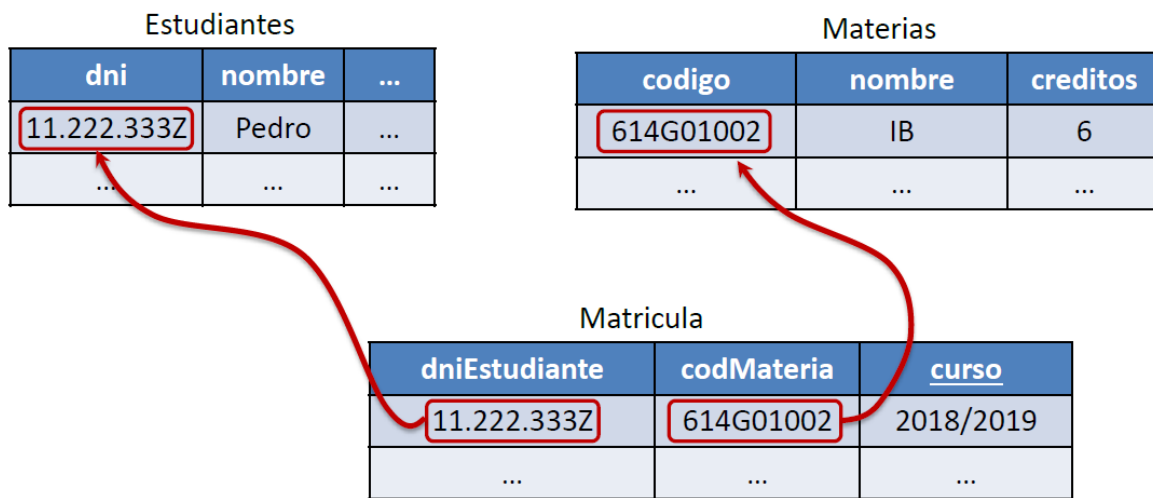 Estudiantes
dni nombre ...
11.222.333Z Pedro ...
... ... ...
Materias
codigo nombre creditos
614G01002 IB 6
... ... ...
Matricula
dniEstudiante codMateria curso
11.222.333Z 614G01002 2018/2019
... ... ...